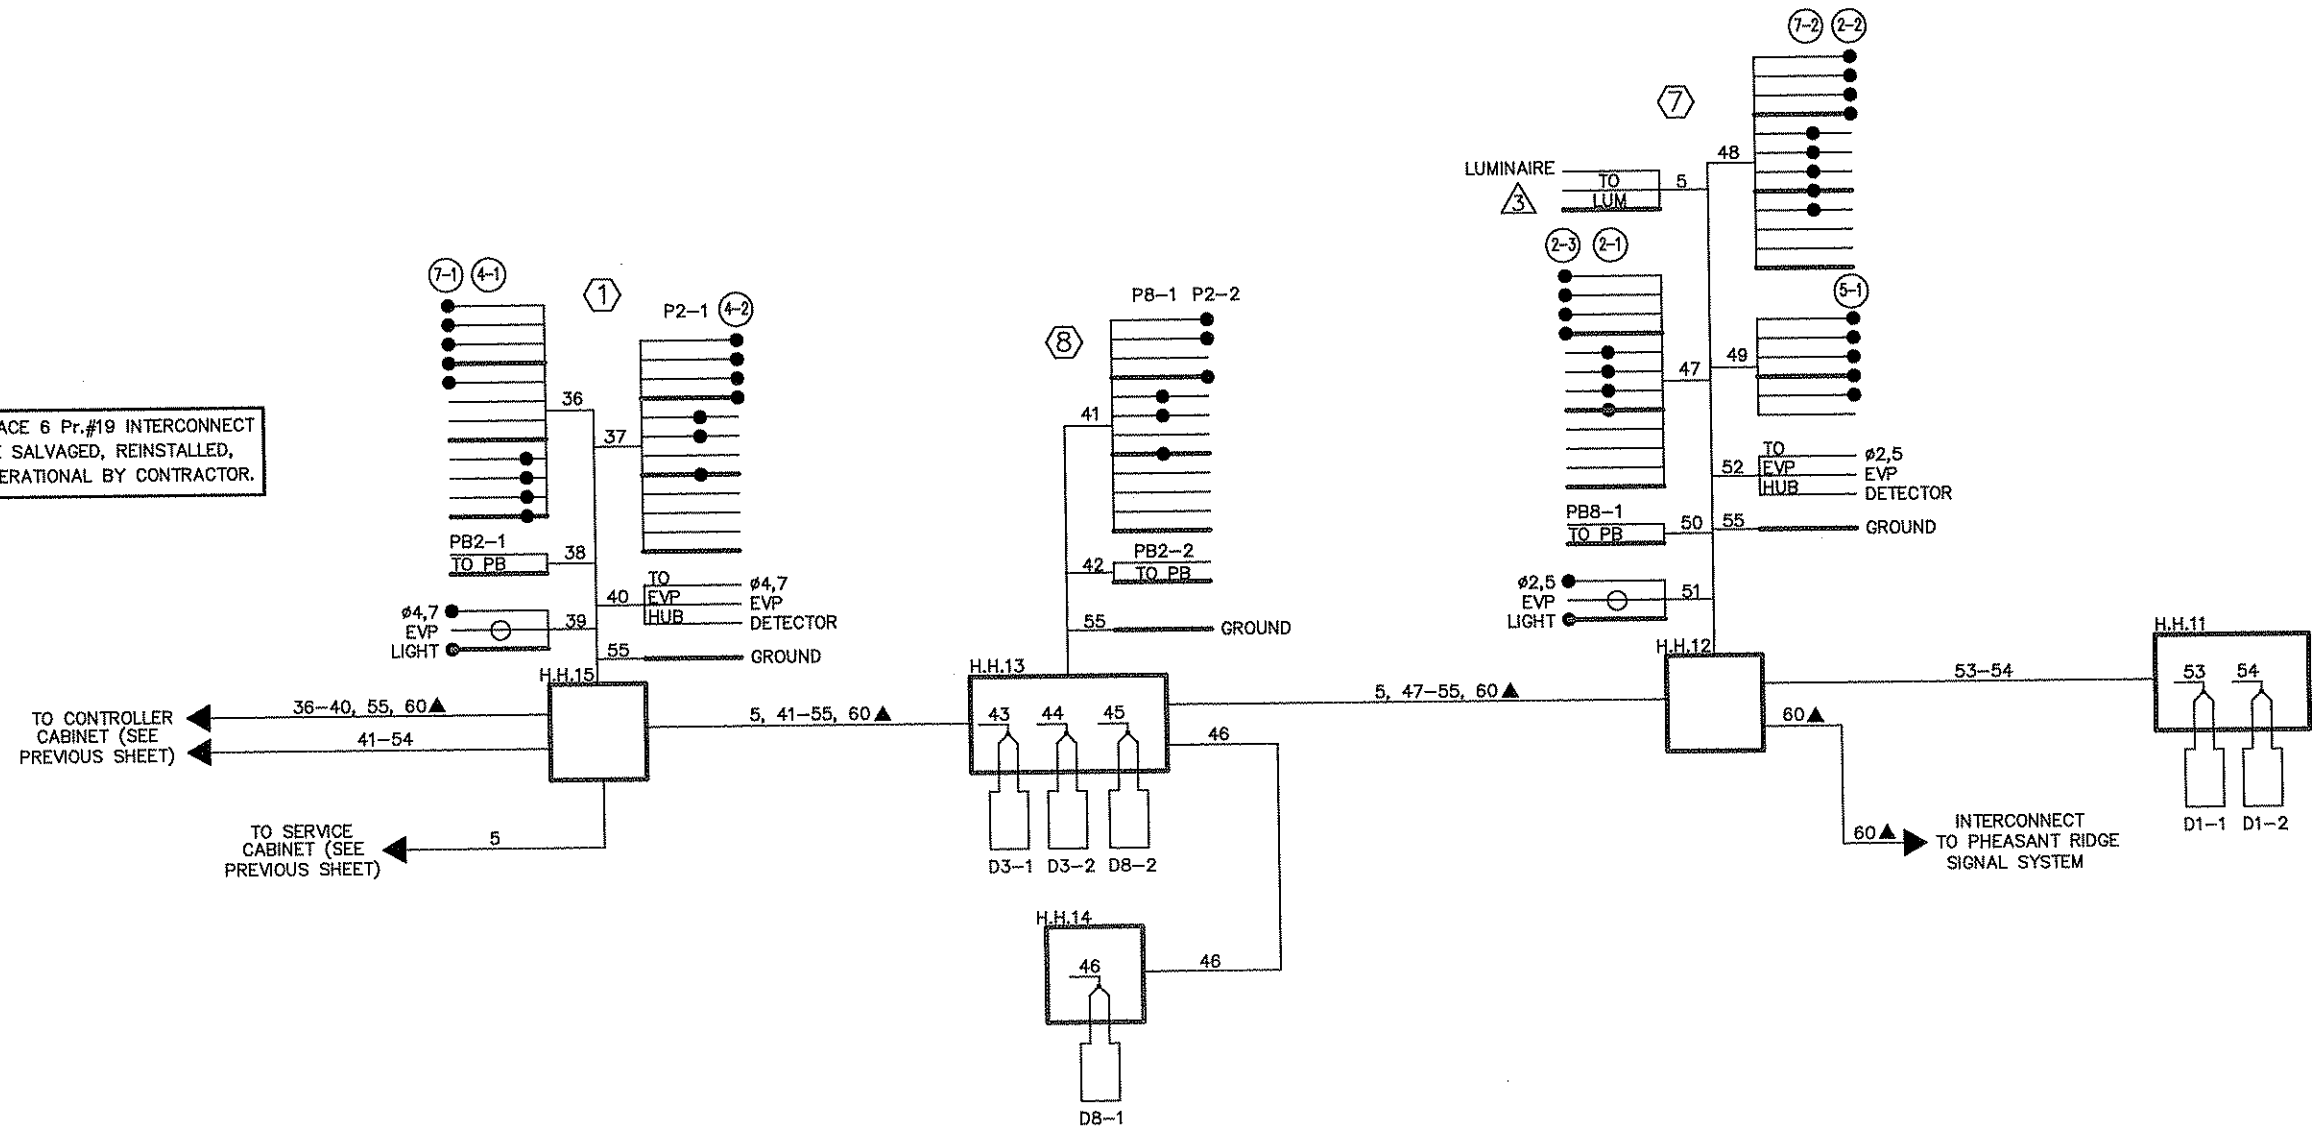 7-2 2-2
7
48
LUMINAIRE
TO
LUM
5
3
2-3 2-1
7-1 4-1
1
P2-1 4-2
P8-1 P2-2
8
5-1
36
37
41
47
49
6 Pr.#19 INTERCONNECT
SALVAGED, REINSTALLED,
BY CONTRACTOR.
52
TO
EVP
HUB
ø2,5
EVP
DETECTOR
PB8-1
TO PB
50
55
GROUND
PB2-1
TO PB
38
42
PB2-2
TO PB
40
TO
EVP
HUB
ø4,7
EVP
DETECTOR
ø4,7
EVP
LIGHT
39
55
GROUND
55
GROUND
ø2,5
EVP
LIGHT
51
H.H.15
H.H.13
H.H.12
H.H.11
TO CONTROLLER
CABINET (SEE
PREVIOUS SHEET)
36-40, 55, 60▲
41-54
5, 41-55, 60▲
43
44
45
5, 47-55, 60▲
46
53-54
53
54
60▲
TO SERVICE
CABINET (SEE
PREVIOUS SHEET)
5
D3-1
D3-2
D8-2
D1-1
D1-2
60▲
INTERCONNECT
TO PHEASANT RIDGE
SIGNAL SYSTEM
H.H.14
46
46
D8-1